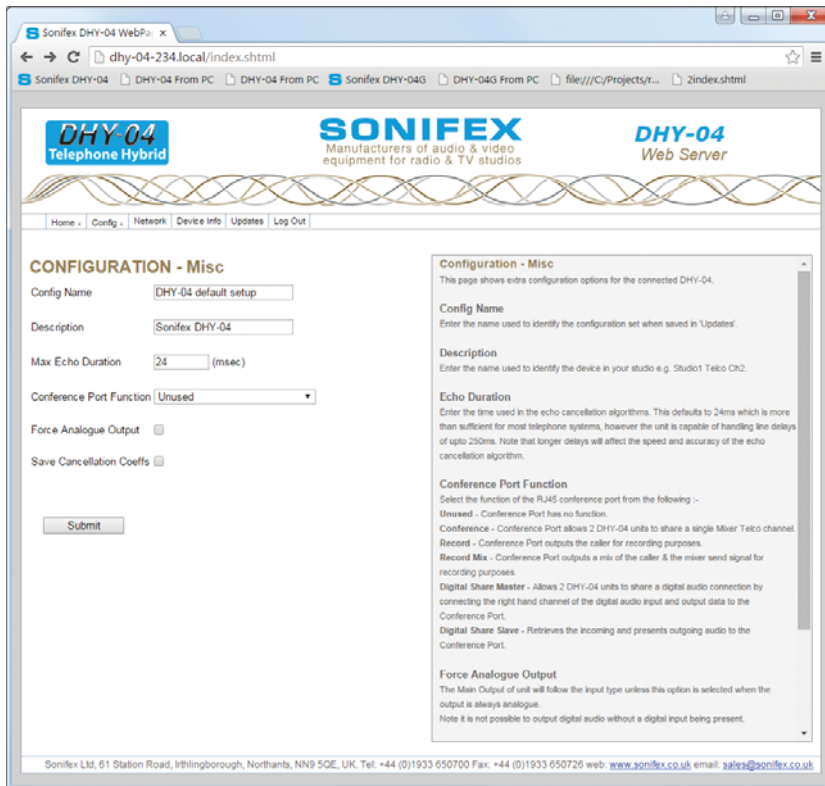 Sonifex DHY-04 WebPa
dhy-04-234.local/index.shtml
Sonifex DHY-04 DHY-04 From PC DHY-04 From PC Sonifex DHY-04G DHY-04G From PC file:///C:/Projects/r... 2index.shtml
DHY-04
Telephone Hybrid
SONIFEX
Manufacturers of audio & video
equipment for radio & TV studios
DHY-04
Web Server
Home Config Network Device Info Updates Log Out
CONFIGURATION - Misc
Config Name DHY-04 default setup
Description Sonifex DHY-04
Max Echo Duration 24 (msec)
Conference Port Function Unused
Force Analogue Output
Save Cancellation Coeffs
Submit
Configuration - Misc
This page shows extra configuration options for the connected DHY-04.
Config Name
Enter the name used to identify the configuration set when saved in 'Updates'.
Description
Enter the name used to identify the device in your studio e.g. Studio1 Telco Ch2.
Echo Duration
Enter the time used in the echo cancellation algorithms. This defaults to 24ms which is more
than sufficient for most telephone systems, however the unit is capable of handling line delays
of upto 250ms. Note that longer delays will affect the speed and accuracy of the echo
cancellation algorithm.
Conference Port Function
Select the function of the RJ45 conference port from the following :-
Unused - Conference Port has no function.
Conference - Conference Port allows 2 DHY-04 units to share a single Mixer Telco channel.
Record - Conference Port outputs the caller for recording purposes.
Record Mix - Conference Port outputs a mix of the caller & the mixer send signal for
recording purposes.
Digital Share Master - Allows 2 DHY-04 units to share a digital audio connection by
connecting the right hand channel of the digital audio input and output data to the
Conference Port.
Digital Share Slave - Retrieves the incoming and presents outgoing audio to the
Conference Port.
Force Analogue Output
The Main Output of unit will follow the input type unless this option is selected when the
output is always analogue.
Note it is not possible to output digital audio without a digital input being present.
Sonifex Ltd, 61 Station Road, Irthlingborough, Northants, NN9 5QE, UK. Tel: +44 (0)1933 650700 Fax: +44 (0)1933 650726 web: www.sonifex.co.uk email: sales@sonifex.co.uk